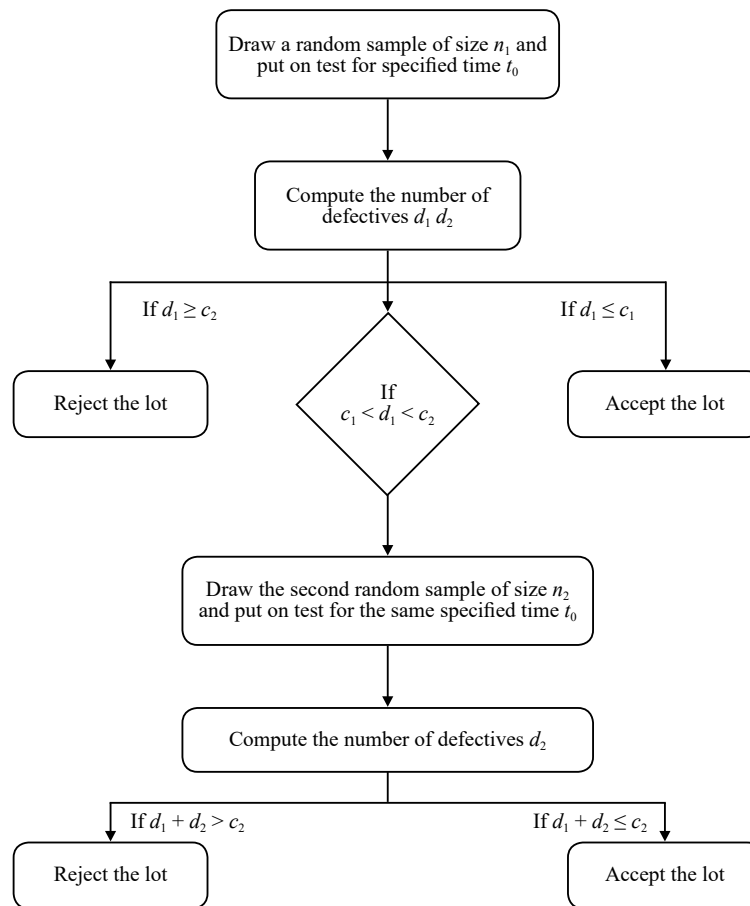 Draw a random sample of size n₁ and
put on test for specified time t₀
Compute the number of
defectives d₁ d₂
If d₁ ≥ c₂
If d₁ ≤ c₁
Reject the lot
If
c₁ < d₁ < c₂
Accept the lot
Draw the second random sample of size n₂
and put on test for the same specified time t₀
Compute the number of defectives d₂
If d₁ + d₂ > c₂
If d₁ + d₂ ≤ c₂
Reject the lot
Accept the lot